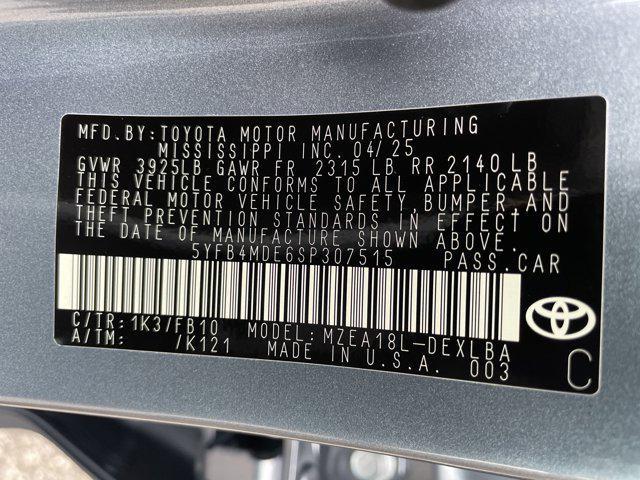 MFD.BY:TOYOTA MOTOR MANUFACTURING
MISSISSIPPI INC. 04/25
GVWR 3925LB GAWR FR 2315 LB RR 2140 LB
THIS VEHICLE CONFORMS TO ALL APPLICABLE
FEDERAL MOTOR VEHICLE SAFETY,BUMPER,AND
THEFT PREVENTION STANDARDS IN EFFECT ON
THE DATE OF MANUFACTURE SHOWN ABOVE.
5YFB4MDE6SP307515 PASS.CAR
C/TR:1K3/FB10 MODEL:MZEA18L-DEXLBA
A/TM: /K121 MADE IN U.S.A. 003
C